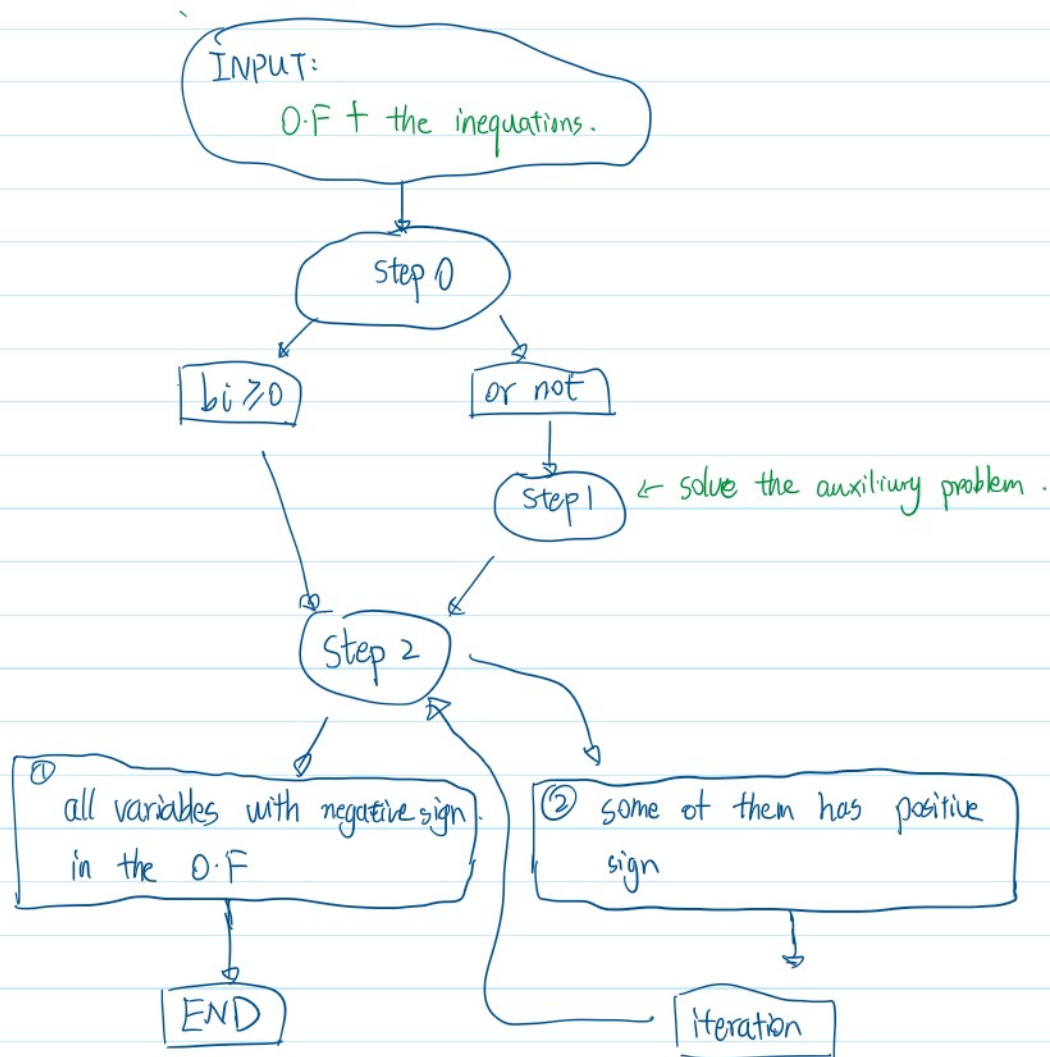 INPUT:
O.F + the inequations.
Step 0
bi ≥0
or not
Step 1
← solve the auxiliury problem.
Step 2
① all variables with negative sign.
in the O.F
② some of them has positive
sign
END
iteration